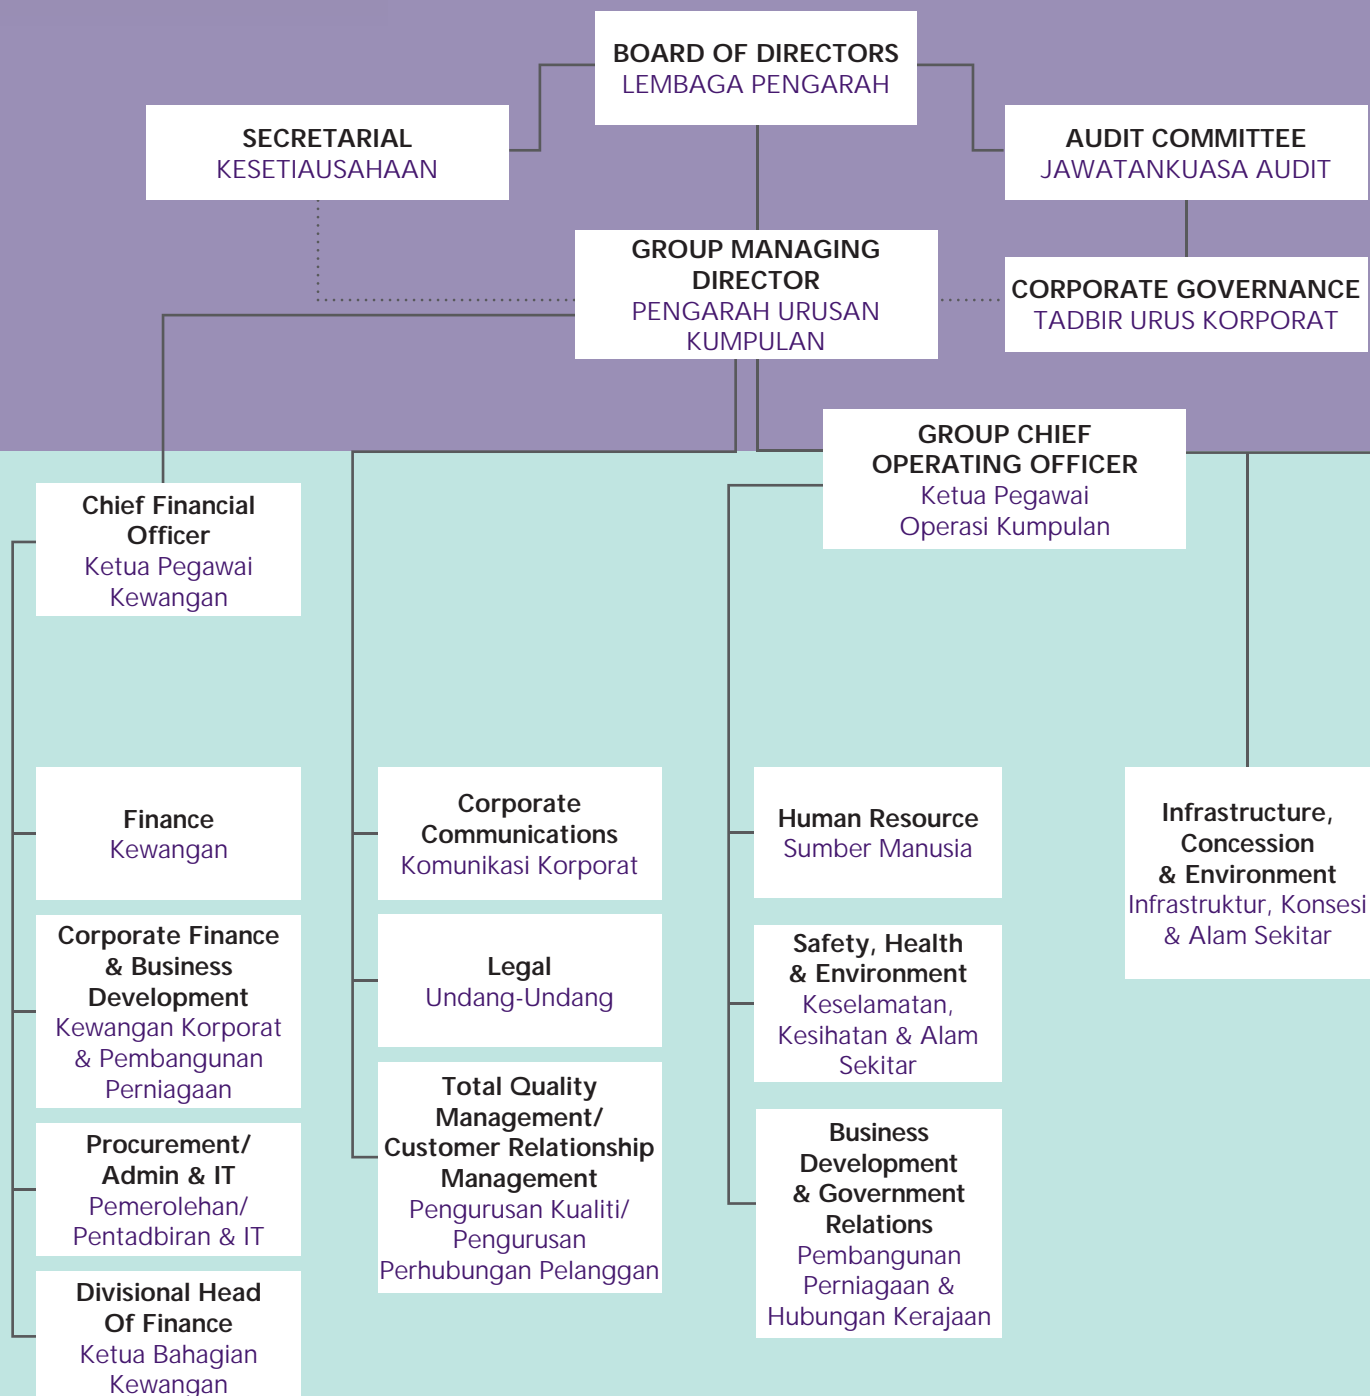 BOARD OF DIRECTORS
LEMBAGA PENGARAH
SECRETARIAL
KESETIAUSAHAAN
AUDIT COMMITTEE
JAWATANKUASA AUDIT
GROUP MANAGING
DIRECTOR
PENGARAH URUSAN
KUMPULAN
CORPORATE GOVERNANCE
TADBIR URUS KORPORAT
GROUP CHIEF
OPERATING OFFICER
Ketua Pegawai
Operasi Kumpulan
Chief Financial
Officer
Ketua Pegawai
Kewangan
Finance
Kewangan
Corporate Finance
& Business
Development
Kewangan Korporat
& Pembangunan
Perniagaan
Procurement/
Admin & IT
Pemerolehan/
Pentadbiran & IT
Divisional Head
Of Finance
Ketua Bahagian
Kewangan
Corporate
Communications
Komunikasi Korporat
Legal
Undang-Undang
Total Quality
Management/
Customer Relationship
Management
Pengurusan Kualiti/
Pengurusan
Perhubungan Pelanggan
Human Resource
Sumber Manusia
Safety, Health
& Environment
Keselamatan,
Kesihatan & Alam
Sekitar
Business
Development
& Government
Relations
Pembangunan
Perniagaan &
Hubungan Kerajaan
Infrastructure,
Concession
& Environment
Infrastruktur, Konsesi
& Alam Sekitar